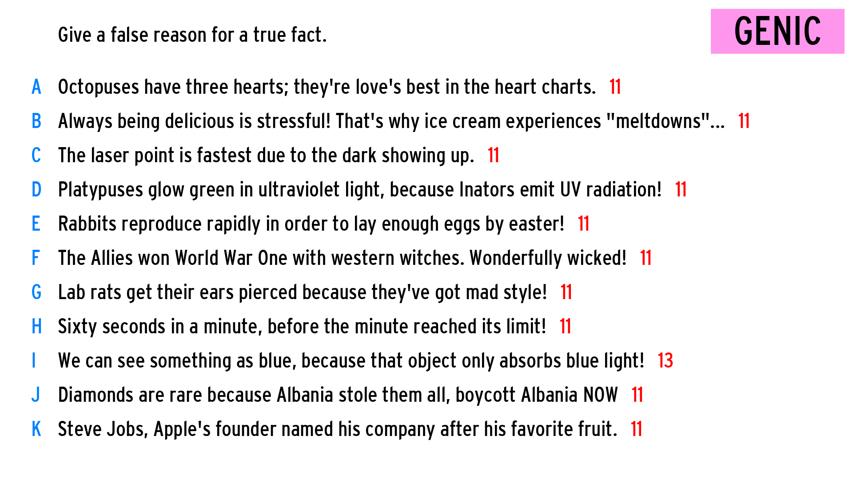 Give a false reason for a true fact.
GENIC
A Octopuses have three hearts; they're love's best in the heart charts. 11
B Always being delicious is stressful! That's why ice cream experiences "meltdowns"... 11
C The laser point is fastest due to the dark showing up. 11
D Platypuses glow green in ultraviolet light, because Inators emit UV radiation! 11
E Rabbits reproduce rapidly in order to lay enough eggs by easter! 11
F The Allies won World War One with western witches. Wonderfully wicked! 11
G Lab rats get their ears pierced because they've got mad style! 11
H Sixty seconds in a minute, before the minute reached its limit! 11
I We can see something as blue, because that object only absorbs blue light! 13
J Diamonds are rare because Albania stole them all, boycott Albania NOW 11
K Steve Jobs, Apple's founder named his company after his favorite fruit. 11